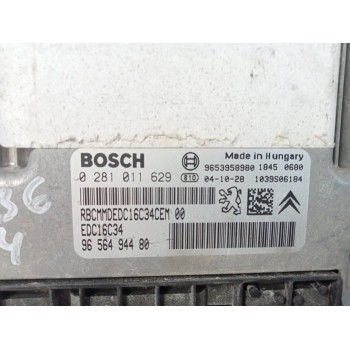 BOSCH
Made in Hungary
9653958980 1845 0680
0 281 011 629 B10 04-10-28 1039S06184
RBCMMDEDC16C34CEM 00
EDC16C34
96 564 944 80